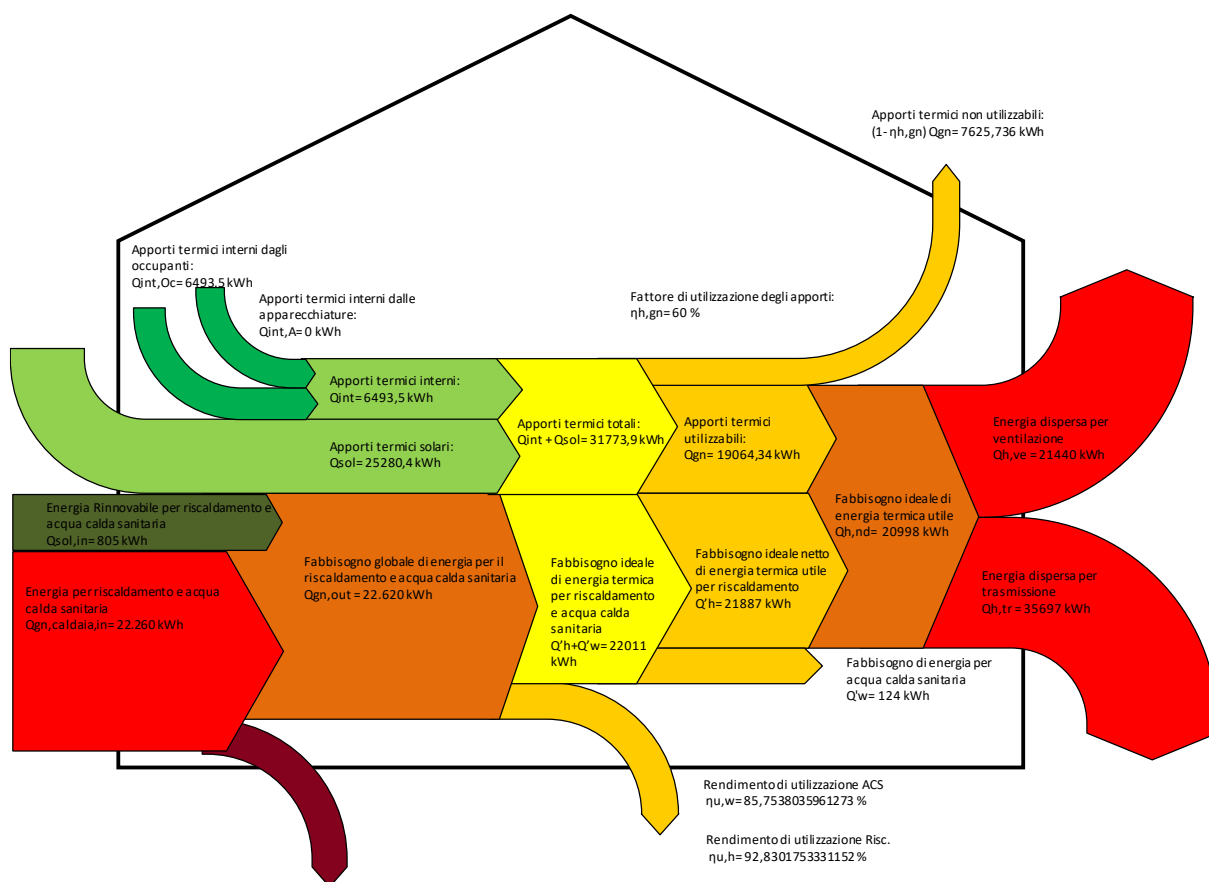 Apporti termici non utilizzabili:
(1- ηh,gn) Qgn= 7625,736 kWh
Apporti termici interni dagli
occupanti:
Qint,Oc= 6493,5 kWh
Apporti termici interni dalle
apparecchiature:
Qint,A= 0 kWh
Fattore di utilizzazione degli apporti:
ηh,gn= 60 %
Apporti termici interni:
Qint= 6493,5 kWh
Apporti termici solari:
Qsol= 25280,4 kWh
Apporti termici totali:
Qint +Qsol= 31773,9 kWh
Apporti termici
utilizzabili:
Qgn= 19064,34 kWh
Energia dispersa per
ventilazione
Qh,ve = 21440 kWh
Energia Rinnovabile per riscaldamento e
acqua calda sanitaria
Qsol,in= 805 kWh
Fabbisogno globale di energia per il
riscaldamento e acqua calda sanitaria
Qgn,out = 22.620 kWh
Fabbisogno ideale
di energia termica
per riscaldamento
e acqua calda
sanitaria
Q'h+Q'w= 22011
kWh
Fabbisogno ideale netto
di energia termica utile
per riscaldamento
Q'h= 21887 kWh
Fabbisogno ideale di
energia termica utile
Qh,nd= 20998 kWh
Energia dispersa per
trasmissione
Qh,tr= 35697 kWh
Energia per riscaldamento e acqua
calda sanitaria
Qgn,caldaia,in= 22.260 kWh
Fabbisogno di energia per
acqua calda sanitaria
Q'w= 124 kWh
Rendimento di utilizzazione ACS
ηu,w= 85,7538035961273 %
Rendimento di utilizzazione Risc.
ηu,h= 92,8301753331152 %